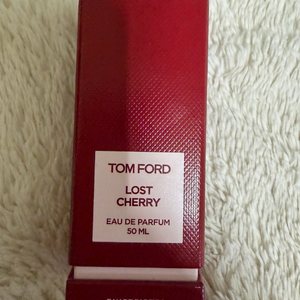 TOM FORD
LOST
CHERRY
EAU DE PARFUM
50 ML